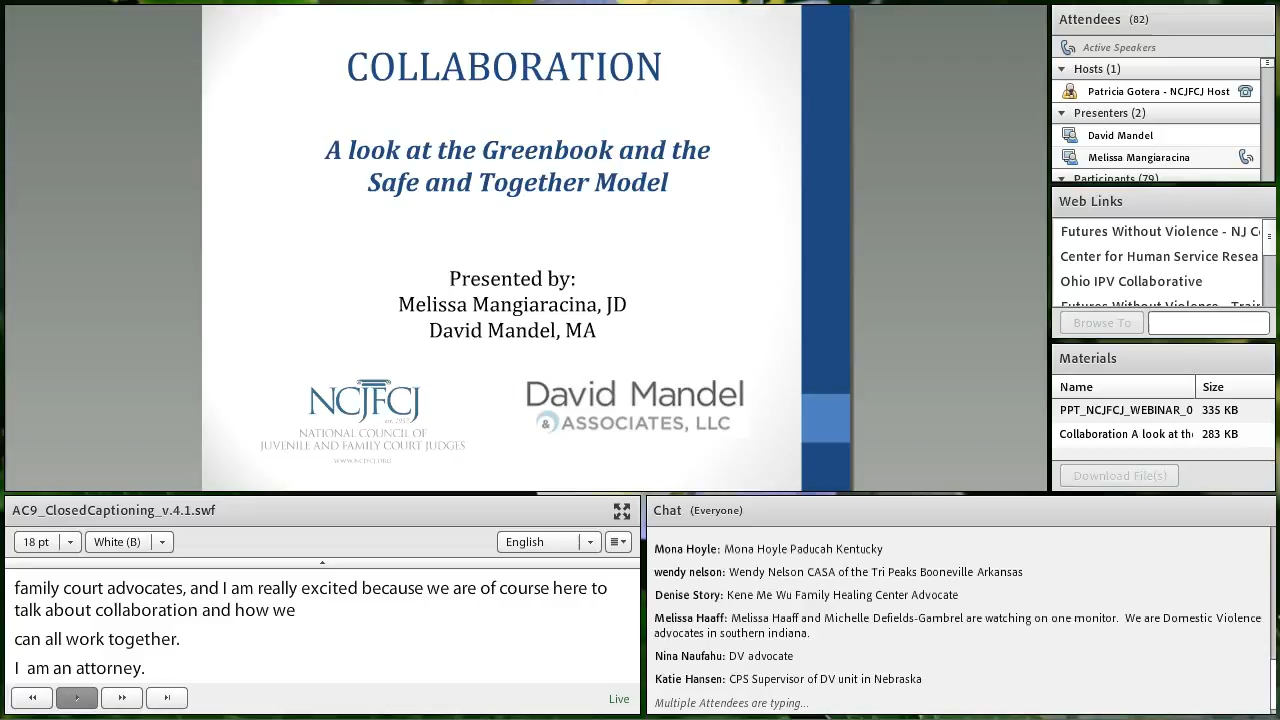 COLLABORATION
A look at the Greenbook and the
Safe and Together Model
Presented by:
Melissa Mangiaracina, JD
David Mandel, MA
NCJFCJ
est. 1937
NATIONAL COUNCIL OF
JUVENILE AND FAMILY COURT JUDGES
WWW.NCJFCJ.ORG
David Mandel
& ASSOCIATES, LLC
Attendees (82)
Active Speakers
Hosts (1)
Patricia Gotera - NCJFCJ Host
Presenters (2)
David Mandel
Melissa Mangiaracina
Participants (79)
Web Links
Futures Without Violence - NJ C
Center for Human Service Resea
Ohio IPV Collaborative
Futures Without Violence - Trai
Browse To
Materials
Name Size
PPT_NCJFCJ_WEBINAR_0 335 KB
Collaboration A look at th 283 KB
Download File(s)
AC9_ClosedCaptioning_v.4.1.swf
18 pt White (B) English
family court advocates, and I am really excited because we are of course here to
talk about collaboration and how we
can all work together.
I am an attorney.
Live
Chat (Everyone)
Mona Hoyle: Mona Hoyle Paducah Kentucky
wendy nelson: Wendy Nelson CASA of the Tri Peaks Booneville Arkansas
Denise Story: Kene Me Wu Family Healing Center Advocate
Melissa Haaff: Melissa Haaff and Michelle Defields-Gambrel are watching on one monitor. We are Domestic Violence
advocates in southern indiana.
Nina Naufahu: DV advocate
Katie Hansen: CPS Supervisor of DV unit in Nebraska
Multiple Attendees are typing...